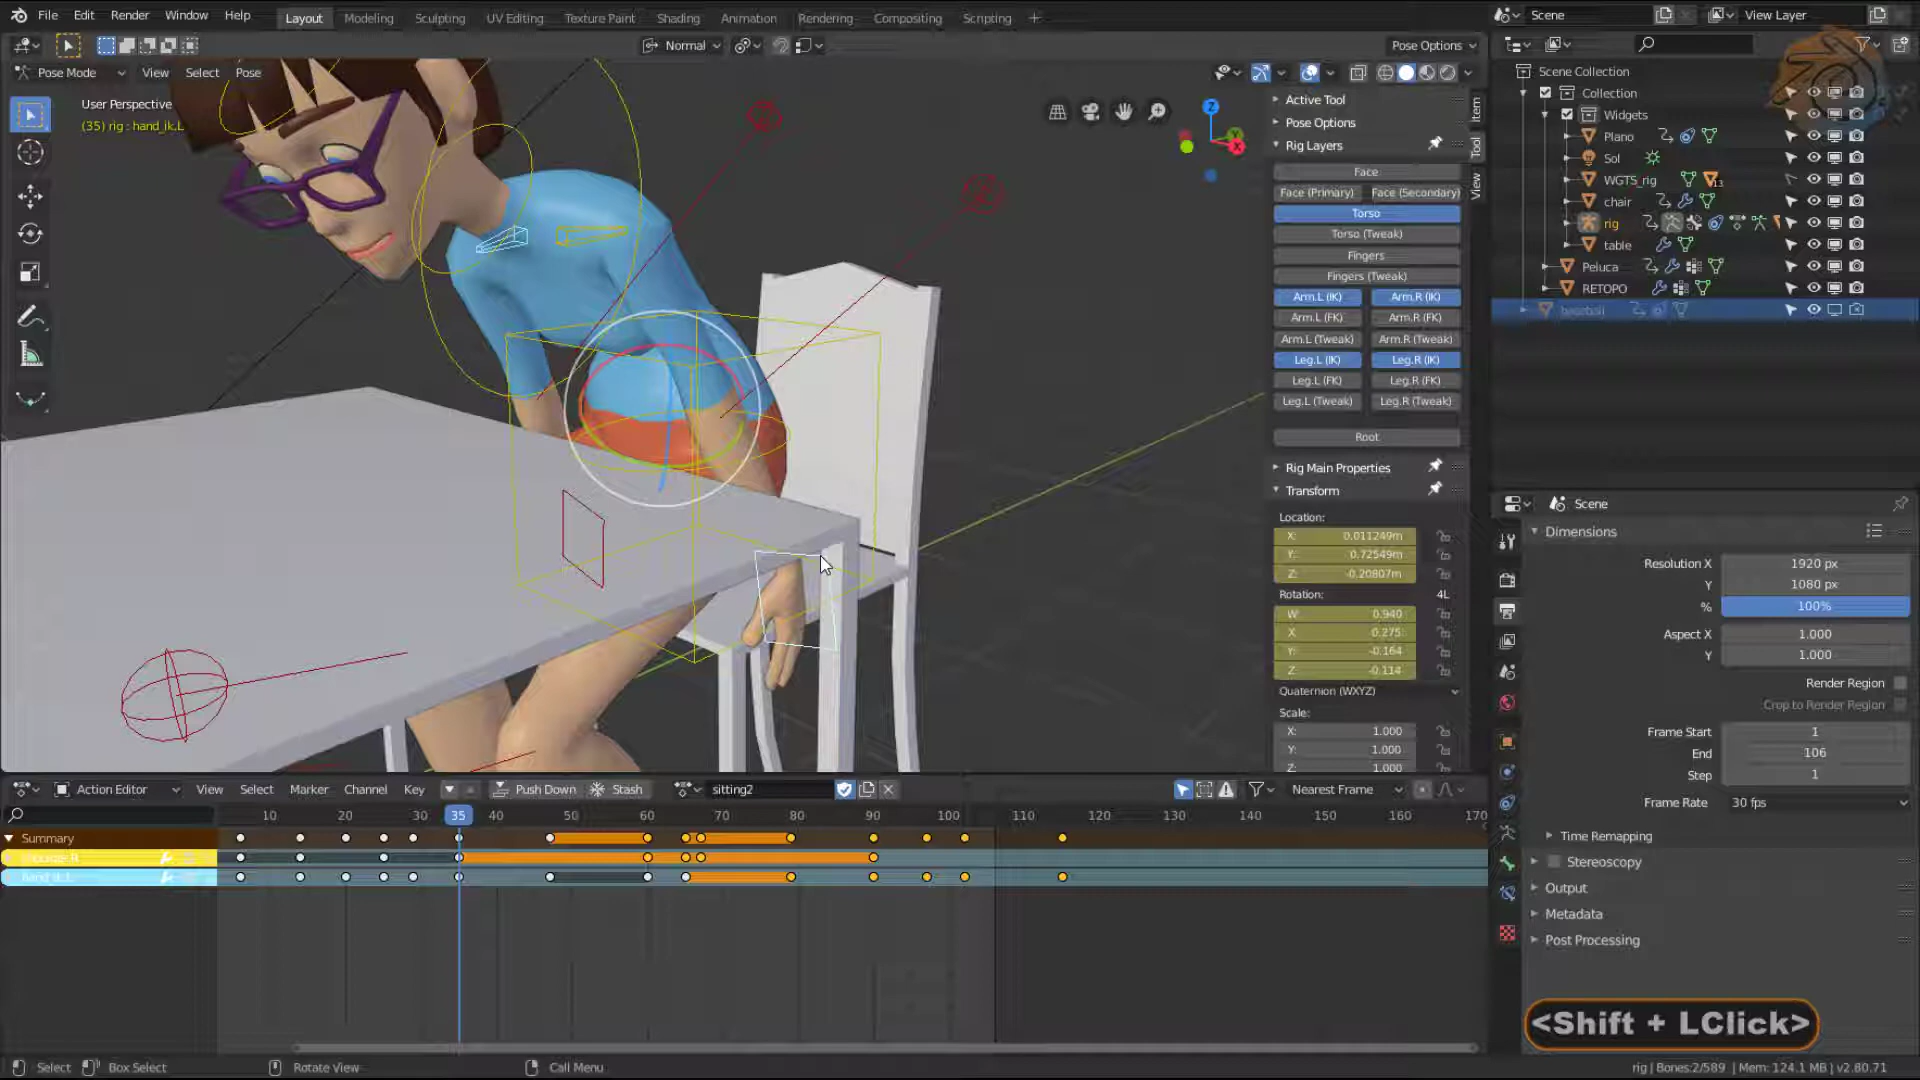 File Edit Render Window Help Layout Modeling Sculpting UV Editing Texture Paint Shading Animation Rendering Compositing Scripting +
Scene
View Layer
Normal
Pose Options
Pose Mode View Select Pose
User Perspective
(35) rig : hand_ik.L
Active Tool
Pose Options
Rig Layers
Face
Face (Primary) Face (Secondary)
Torso
Torso (Tweak)
Fingers
Fingers (Tweak)
Arm.L (IK) Arm.R (IK)
Arm.L (FK) Arm.R (FK)
Arm.L (Tweak) Arm.R (Tweak)
Leg.L (IK) Leg.R (IK)
Leg.L (FK) Leg.R (FK)
Leg.L (Tweak) Leg.R (Tweak)
Root
Rig Main Properties
Transform
Location:
X: 0.011249m
Y: 0.72549m
Z: -0.20807m
Rotation: 4L
W: 0.940
X: 0.275
Y: -0.164
Z: -0.114
Quaternion (WXYZ)
Scale:
X: 1.000
Y: 1.000
Z: 1.000
Item
Tool
View
Z
Y
X
Scene Collection
Collection
Widgets
Plano
Sol
WGTS_rig 13
chair
rig
table
Peluca
RETOPO
baseball
Scene
Dimensions
Resolution X 1920 px
Y 1080 px
% 100%
Aspect X 1.000
Y 1.000
Render Region
Crop to Render Region
Frame Start 1
End 106
Step 1
Frame Rate 30 fps
Time Remapping
Stereoscopy
Output
Metadata
Post Processing
Action Editor View Select Marker Channel Key Push Down Stash sitting2 Nearest Frame
10 35 40 50 60 70 80 90 100 110 120 130 140 150 160 170
Summary
hand_ik.L
<Shift + LClick>
Select Box Select Rotate View Call Menu
rig | Bones:2/589 | Mem: 124.1 MB | v2.80.71